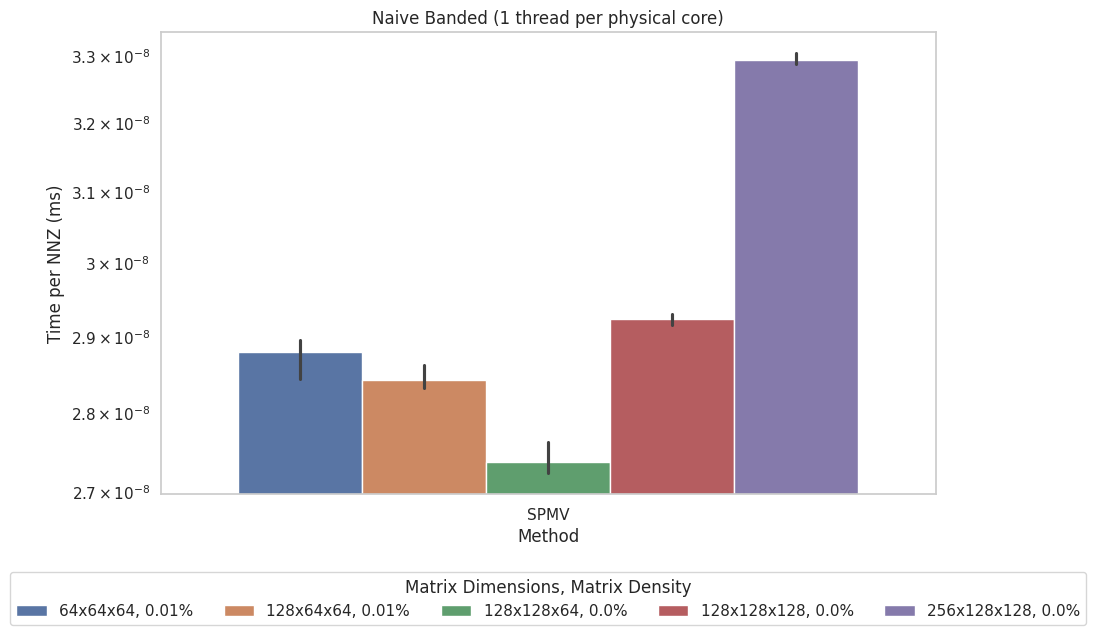 Naive Banded (1 thread per physical core)
3.3 × 10⁻⁸
3.2 × 10⁻⁸
3.1 × 10⁻⁸
3 × 10⁻⁸
2.9 × 10⁻⁸
2.8 × 10⁻⁸
2.7 × 10⁻⁸
Time per NNZ (ms)
SPMV
Method
Matrix Dimensions, Matrix Density
64x64x64, 0.01% 128x64x64, 0.01% 128x128x64, 0.0% 128x128x128, 0.0% 256x128x128, 0.0%